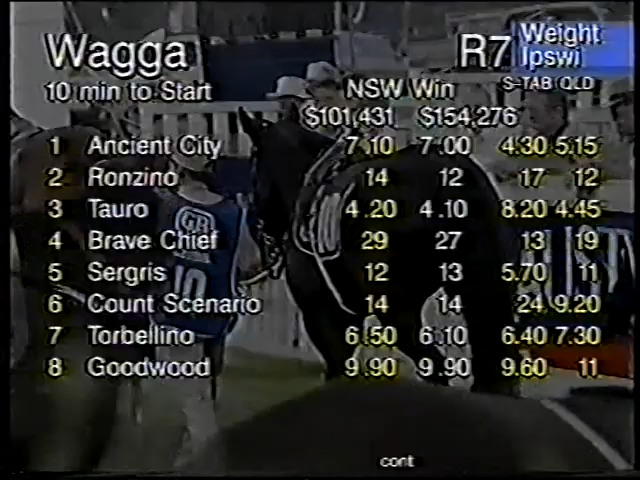 Wagga R7 Weight.
Ipswi
10 min to Start NSW Win S-TAB QLD
$101,431 $154,276
1 Ancient City 7.10 7.00 4.30 5.15
2 Ronzino 14 12 17 12
3 Tauro 4.20 4.10 8.20 4.45
4 Brave Chief 29 27 13 19
5 Sergris 12 13 5.70 11
6 Count Scenario 14 14 24 9.20
7 Torbellino 6.50 6.10 6.40 7.30
8 Goodwood 9.90 9.90 9.60 11
10
cont